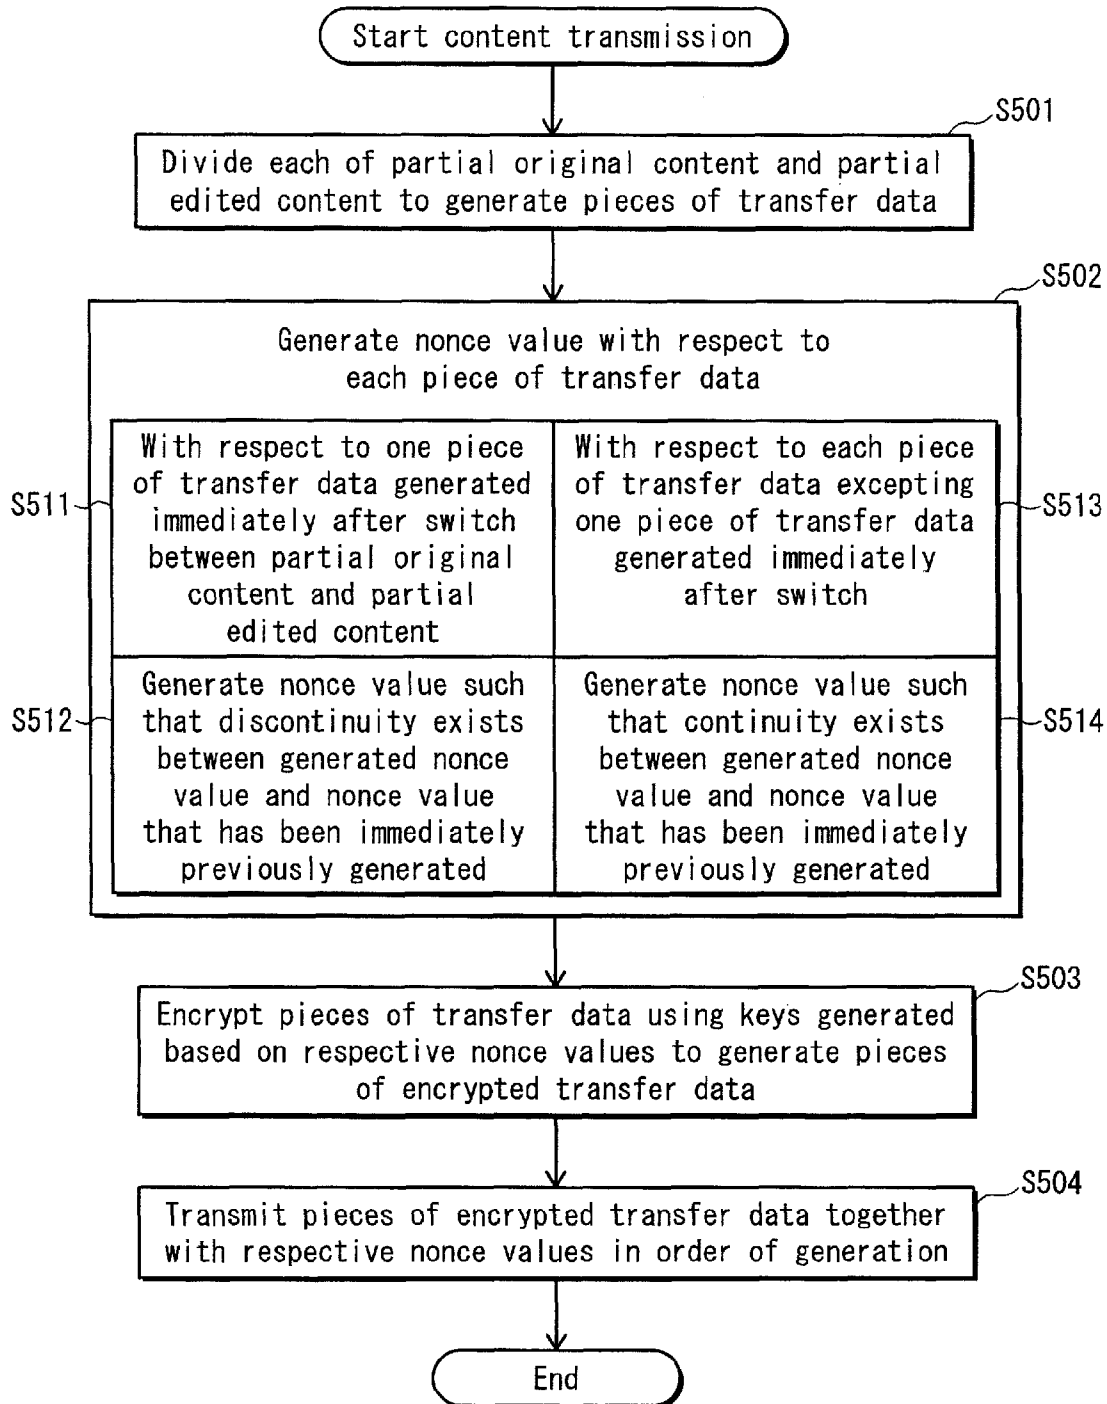 Start content transmission
S501
Divide each of partial original content and partial
edited content to generate pieces of transfer data
S502
Generate nonce value with respect to
each piece of transfer data
S511
With respect to one piece
of transfer data generated
immediately after switch
between partial original
content and partial
edited content
With respect to each piece
of transfer data excepting
one piece of transfer data
generated immediately
after switch
S513
S512
Generate nonce value such
that discontinuity exists
between generated nonce
value and nonce value
that has been immediately
previously generated
Generate nonce value such
that continuity exists
between generated nonce
value and nonce value
that has been immediately
previously generated
S514
S503
Encrypt pieces of transfer data using keys generated
based on respective nonce values to generate pieces
of encrypted transfer data
S504
Transmit pieces of encrypted transfer data together
with respective nonce values in order of generation
End